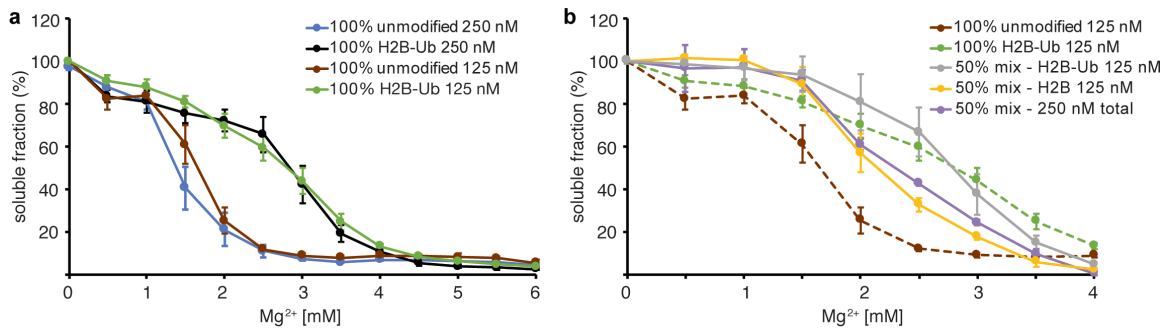 a
120
100
80
60
40
20
soluble fraction (%)
0 1 2 3 4 5 6
Mg²⁺ [mM]
100% unmodified 250 nM
100% H2B-Ub 250 nM
100% unmodified 125 nM
100% H2B-Ub 125 nM
b
120
100
80
60
40
20
soluble fraction (%)
0 1 2 3 4
Mg²⁺ [mM]
100% unmodified 125 nM
100% H2B-Ub 125 nM
50% mix - H2B-Ub 125 nM
50% mix - H2B 125 nM
50% mix - 250 nM total